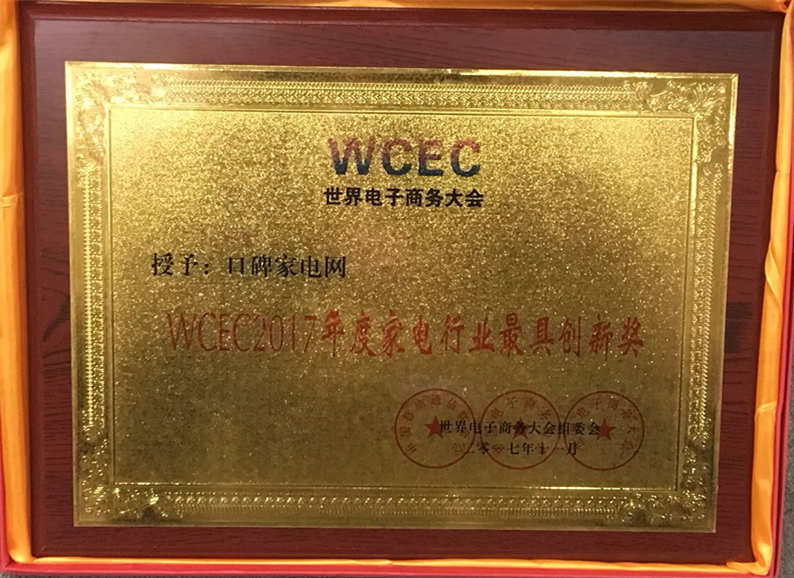 WCEC
世界电子商务大会
授予：口碑家电网
WCEC2017年度家电行业最具创新奖
世界电子商务大会组委会
二零一七年十一月